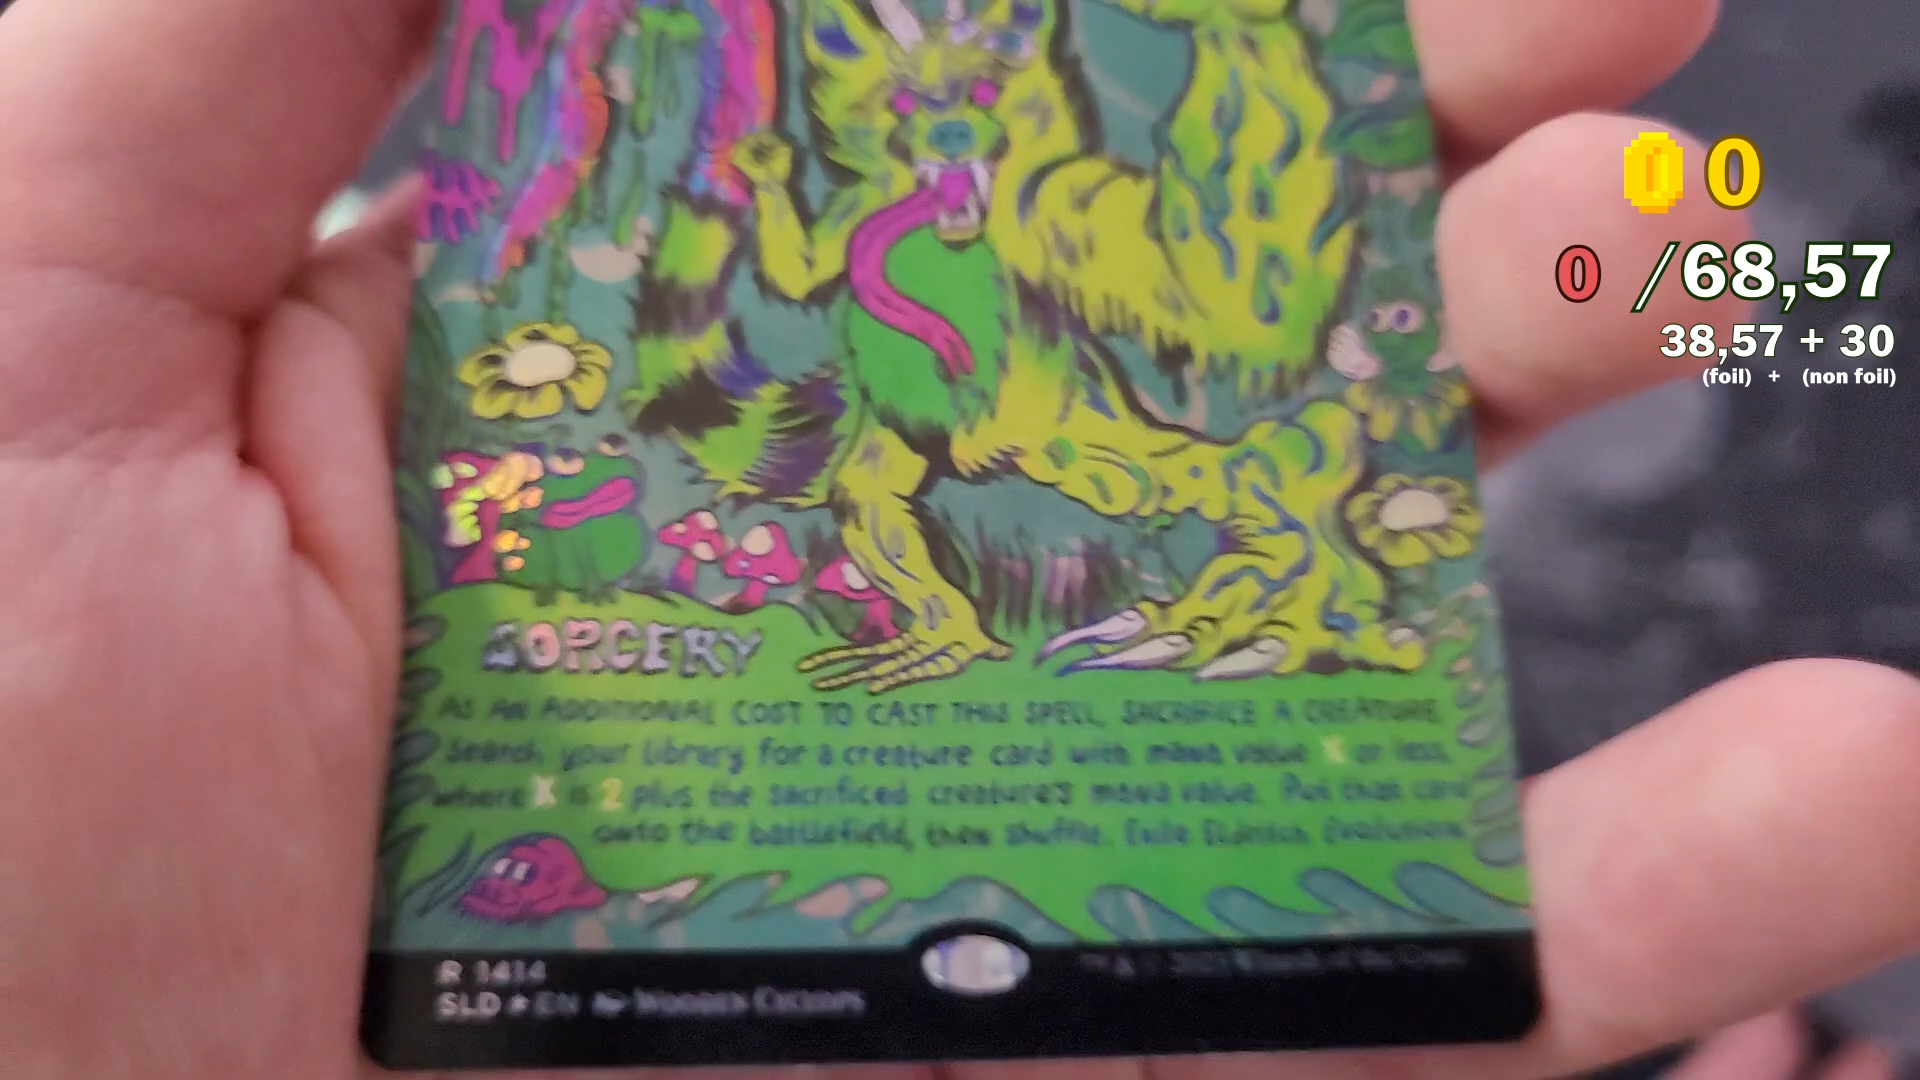 0
0 /68,57
38,57 + 30
(foil) + (non foil)
SORCERY
AS AN ADDITIONAL COST TO CAST THIS SPELL, SACRIFICE A CREATURE.
Search your library for a creature card with mana value X or less,
where X is 2 plus the sacrificed creature's mana value. Put that card
onto the battlefield, then shuffle. Exile Eldritch Evolution.
R 1414
SLD ★ EN Wooden Cyclops